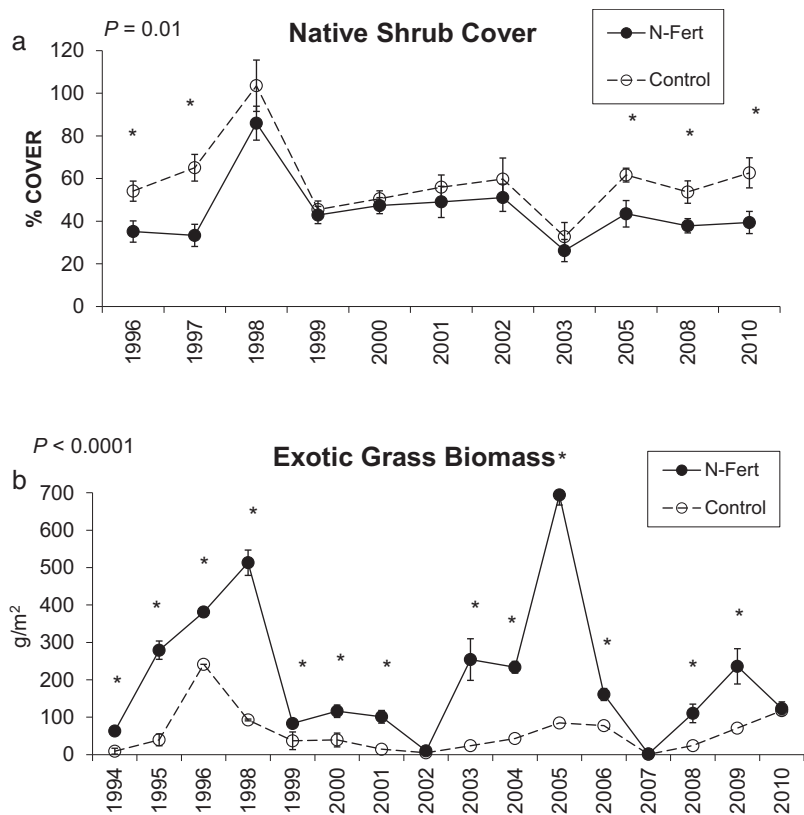 a
P = 0.01
Native Shrub Cover
N-Fert
Control
% COVER
120
100
80
60
40
20
0
* * * * *
1996 1997 1998 1999 2000 2001 2002 2003 2005 2008 2010
P < 0.0001
b
Exotic Grass Biomass*
N-Fert
Control
g/m²
700
600
500
400
300
200
100
0
* * * * * * * * * * * *
1994 1995 1996 1998 1999 2000 2001 2002 2003 2004 2005 2006 2007 2008 2009 2010